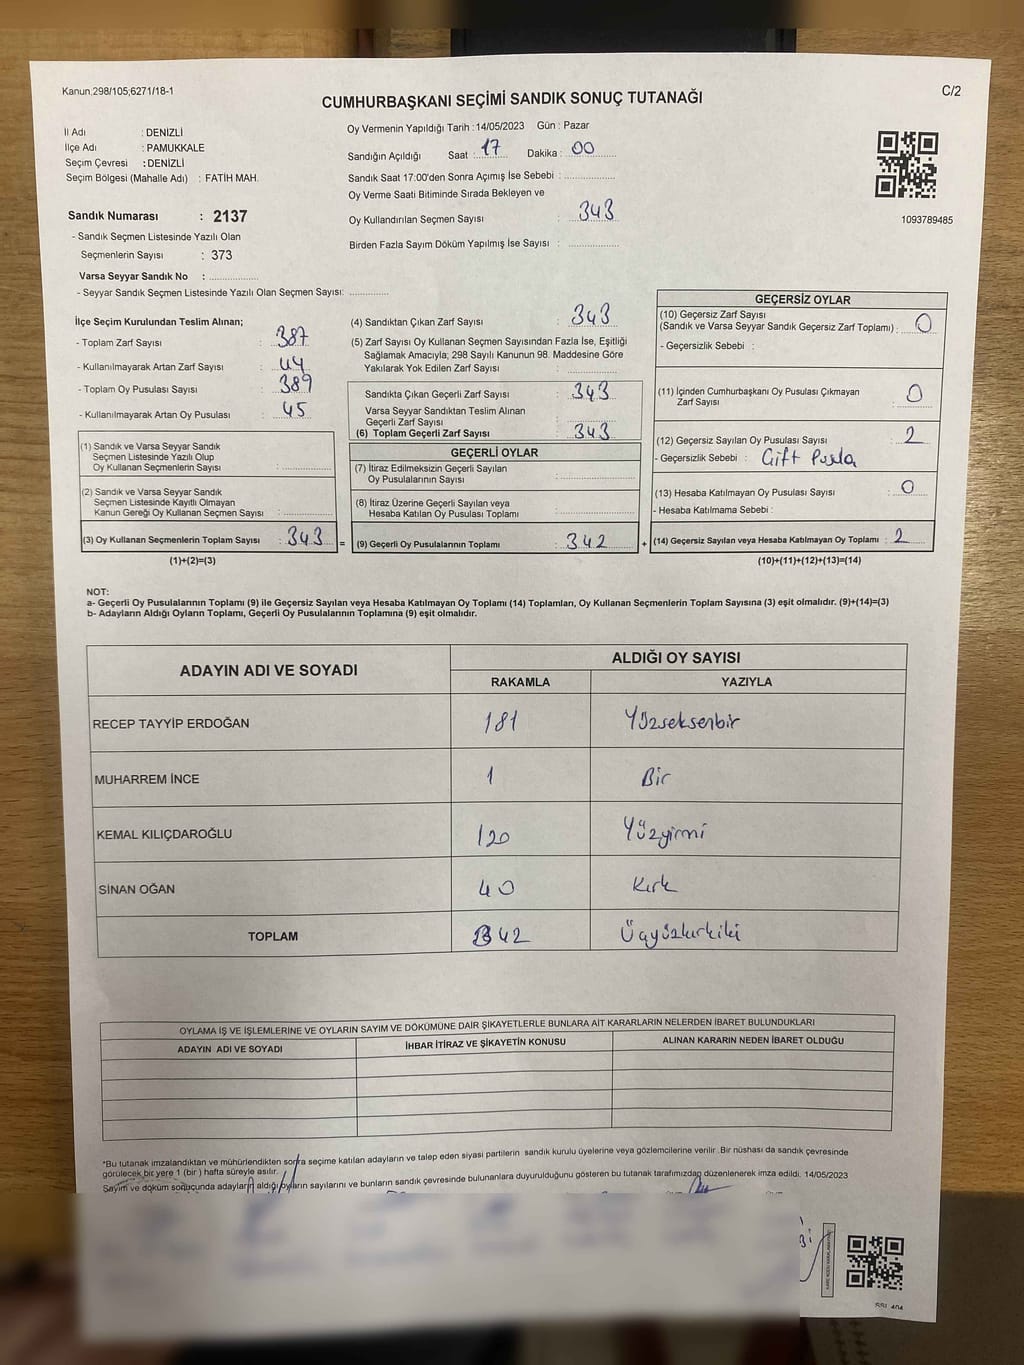 Kanun.298/105;6271/18-1
C/2
CUMHURBAŞKANI SEÇİMİ SANDIK SONUÇ TUTANAĞI
İl Adı : DENİZLİ
İlçe Adı : PAMUKKALE
Seçim Çevresi : DENİZLİ
Seçim Bölgesi (Mahalle Adı) : FATİH MAH.
Oy Vermenin Yapıldığı Tarih :14/05/2023 Gün : Pazar
Sandığın Açıldığı Saat : 17 Dakika : 00
Sandık Saat 17:00'den Sonra Açımış İse Sebebi :
Oy Verme Saati Bitiminde Sırada Bekleyen ve
Oy Kullandırılan Seçmen Sayısı : 343
Birden Fazla Sayım Döküm Yapılmış İse Sayısı :
1093789485
Sandık Numarası : 2137
- Sandık Seçmen Listesinde Yazılı Olan
Seçmenlerin Sayısı : 373
Varsa Seyyar Sandık No :
- Seyyar Sandık Seçmen Listesinde Yazılı Olan Seçmen Sayısı:
İlçe Seçim Kurulundan Teslim Alınan;
- Toplam Zarf Sayısı : 387
- Kullanılmayarak Artan Zarf Sayısı : 44
- Toplam Oy Pusulası Sayısı : 389
- Kullanılmayarak Artan Oy Pusulası : 45
(1) Sandık ve Varsa Seyyar Sandık
Seçmen Listesinde Yazılı Olup
Oy Kullanan Seçmenlerin Sayısı :
(2) Sandık ve Varsa Seyyar Sandık
Seçmen Listesinde Kayıtlı Olmayan
Kanun Gereği Oy Kullanan Seçmen Sayısı :
(3) Oy Kullanan Seçmenlerin Toplam Sayısı : 343 =
(1)+(2)=(3)
(4) Sandıktan Çıkan Zarf Sayısı : 343
(5) Zarf Sayısı Oy Kullanan Seçmen Sayısından Fazla İse, Eşitliği
Sağlamak Amacıyla; 298 Sayılı Kanunun 98. Maddesine Göre
Yakılarak Yok Edilen Zarf Sayısı :
Sandıkta Çıkan Geçerli Zarf Sayısı : 343
Varsa Seyyar Sandıktan Teslim Alınan
Geçerli Zarf Sayısı :
(6) Toplam Geçerli Zarf Sayısı : 343
GEÇERLİ OYLAR
(7) İtiraz Edilmeksizin Geçerli Sayılan
Oy Pusulasının Sayısı :
(8) İtiraz Üzerine Geçerli Sayılan veya
Hesaba Katılan Oy Pusulası Toplamı :
(9) Geçerli Oy Pusulalarının Toplamı : 342 +
GEÇERSİZ OYLAR
(10) Geçersiz Zarf Sayısı
(Sandık ve Varsa Seyyar Sandık Geçersiz Zarf Toplamı) : 0
- Geçersizlik Sebebi :
(11) İçinden Cumhurbaşkanı Oy Pusulası Çıkmayan
Zarf Sayısı : 0
(12) Geçersiz Sayılan Oy Pusulası Sayısı : 2
- Geçersizlik Sebebi : Çift Pusla
(13) Hesaba Katılmayan Oy Pusulası Sayısı : 0
- Hesaba Katılmama Sebebi :
(14) Geçersiz Sayılan veya Hesaba Katılmayan Oy Toplamı : 2
(10)+(11)+(12)+(13)=(14)
NOT:
a- Geçerli Oy Pusulalarının Toplamı (9) ile Geçersiz Sayılan veya Hesaba Katılmayan Oy Toplamı (14) Toplamları, Oy Kullanan Seçmenlerin Toplam Sayısına (3) eşit olmalıdır. (9)+(14)=(3)
b- Adayların Aldığı Oyların Toplamı, Geçerli Oy Pusulalarının Toplamına (9) eşit olmalıdır.
ADAYIN ADI VE SOYADI
ALDIĞI OY SAYISI
RAKAMLA YAZIYLA
RECEP TAYYİP ERDOĞAN 181 Yüzseksenbir
MUHARREM İNCE 1 Bir
KEMAL KILIÇDAROĞLU 120 Yüzyirmi
SİNAN OĞAN 40 Kırk
TOPLAM 342 Üçyüzkırkiki
OYLAMA İŞ VE İŞLEMLERİNE VE OYLARIN SAYIM VE DÖKÜMÜNE DAİR ŞİKAYETLERLE BUNLARA AİT KARARLARIN NELERDEN İBARET BULUNDUKLARI
ADAYIN ADI VE SOYADI İHBAR İTİRAZ VE ŞİKAYETİN KONUSU ALINAN KARARIN NEDEN İBARET OLDUĞU
*Bu tutanak imzalandıktan ve mühürlendikten sonra seçime katılan adayların ve talep eden siyasi partilerin sandık kurulu üyelerine veya gözlemcilerine verilir. Bir nüshası da sandık çevresinde
görülecek bir yere 1 (bir ) hafta süreyle asılır.
Sayım ve döküm sonucunda adayların aldığı oyların sayılarını ve bunların sandık çevresinde bulunanlara duyurulduğunu gösteren bu tutanak tarafımızdan düzenlenerek imza edildi. 14/05/2023